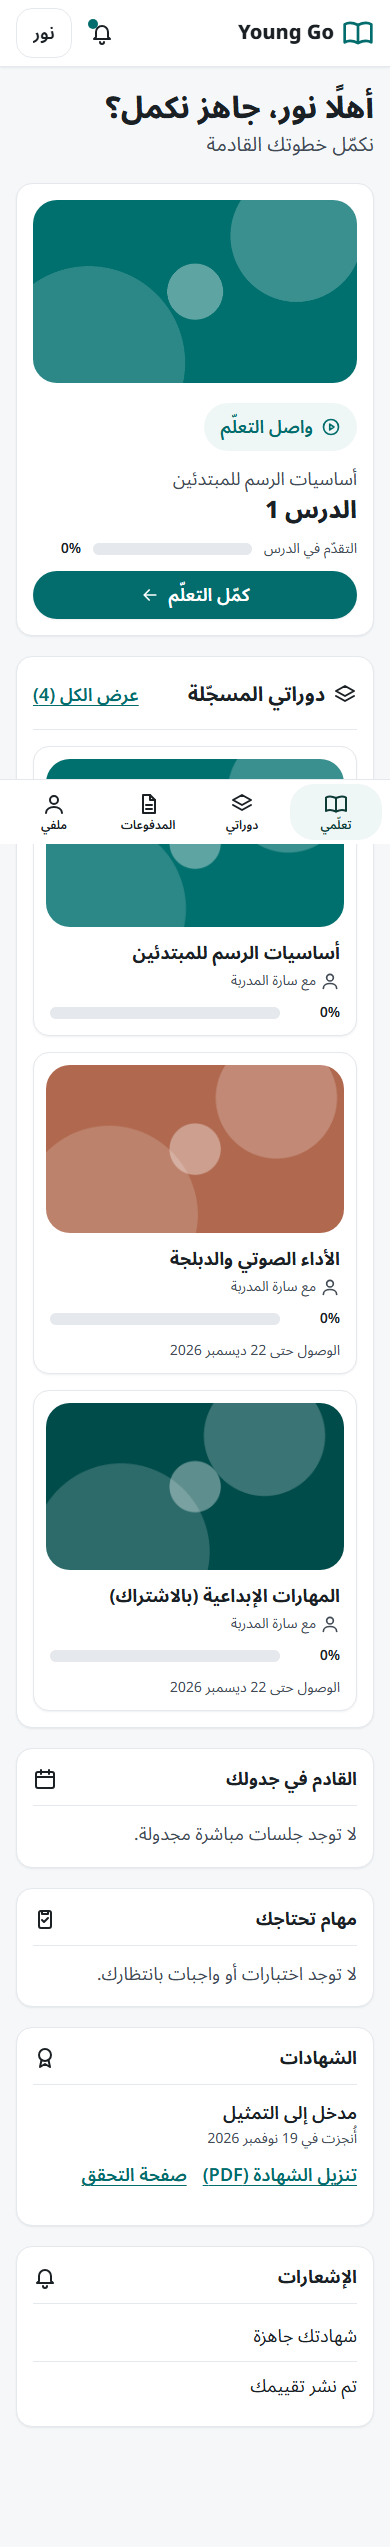 Young Go
نور
أهلًا نور، جاهز نكمل؟
نكمّل خطوتك القادمة
واصل التعلّم
أساسيات الرسم للمبتدئين
الدرس 1
التقدّم في الدرس 0%
كمّل التعلّم ←
دوراتي المسجّلة
عرض الكل (4)
تعلّمي
دوراتي
المدفوعات
ملفي
أساسيات الرسم للمبتدئين
مع سارة المدربة
0%
الأداء الصوتي والدبلجة
مع سارة المدربة
0%
الوصول حتى 22 ديسمبر 2026
المهارات الإبداعية (بالاشتراك)
مع سارة المدربة
0%
الوصول حتى 22 ديسمبر 2026
القادم في جدولك
لا توجد جلسات مباشرة مجدولة.
مهام تحتاجك
لا توجد اختبارات أو واجبات بانتظارك.
الشهادات
مدخل إلى التمثيل
أُنجزت في 19 نوفمبر 2026
تنزيل الشهادة (PDF) صفحة التحقق
الإشعارات
شهادتك جاهزة
تم نشر تقييمك